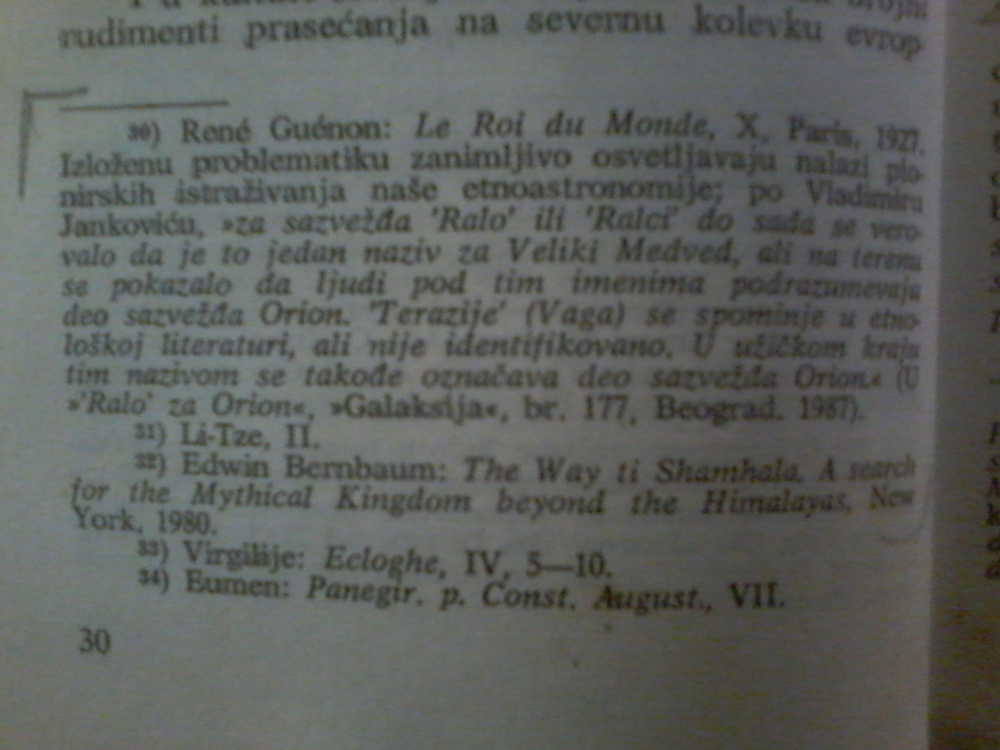 rudimenti prasećanja na severnu kolevku evrop
30) René Guénon: Le Roi du Monde, X, Paris, 1927.
Izloženu problematiku zanimljivo osvetljavaju nalazi pio-
nirskih istraživanja naše etnoastronomije; po Vladimiru
Jankoviću, »za sazvežđa 'Ralo' ili 'Ralci' do sada se vero-
valo da je to jedan naziv za Veliki Medved, ali na terenu
se pokazalo da ljudi pod tim imenima podrazumevaju
deo sazvežđa Orion. 'Terazije' (Vaga) se spominje u etno-
loškoj literaturi, ali nije identifikovano. U užičkom kraju
tim nazivom se takođe označava deo sazvežđa Orion.« (U
»'Ralo' za Orion«, »Galaksija«, br. 177, Beograd. 1987).
31) Li-Tze, II.
32) Edwin Bernbaum: The Way ti Shamhala. A search
for the Mythical Kingdom beyond the Himalayas, New
York, 1980.
33) Virgilije: Ecloghe, IV, 5—10.
34) Eumen: Panegir. p. Const. August., VII.
30